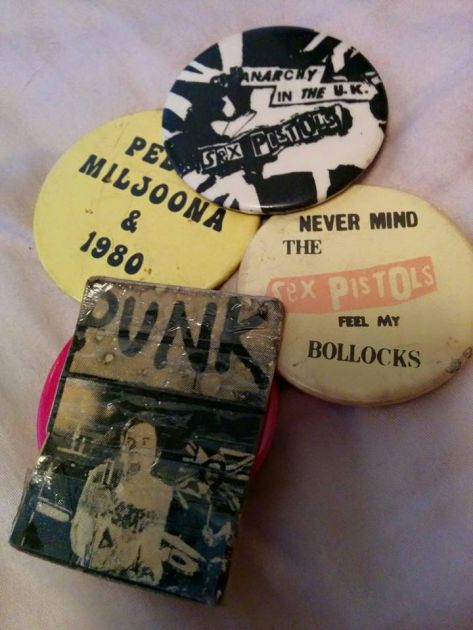 ANARCHY
IN THE U.K.
SEX PISTOLS
PELLE
MILJOONA
&
1980
NEVER MIND
THE
SEX PISTOLS
FEEL MY
BOLLOCKS
PUNK